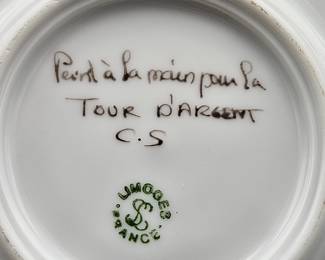 Peint à la main pour la
TOUR D'ARGENT
C.S
LIMOGES
FRANCE